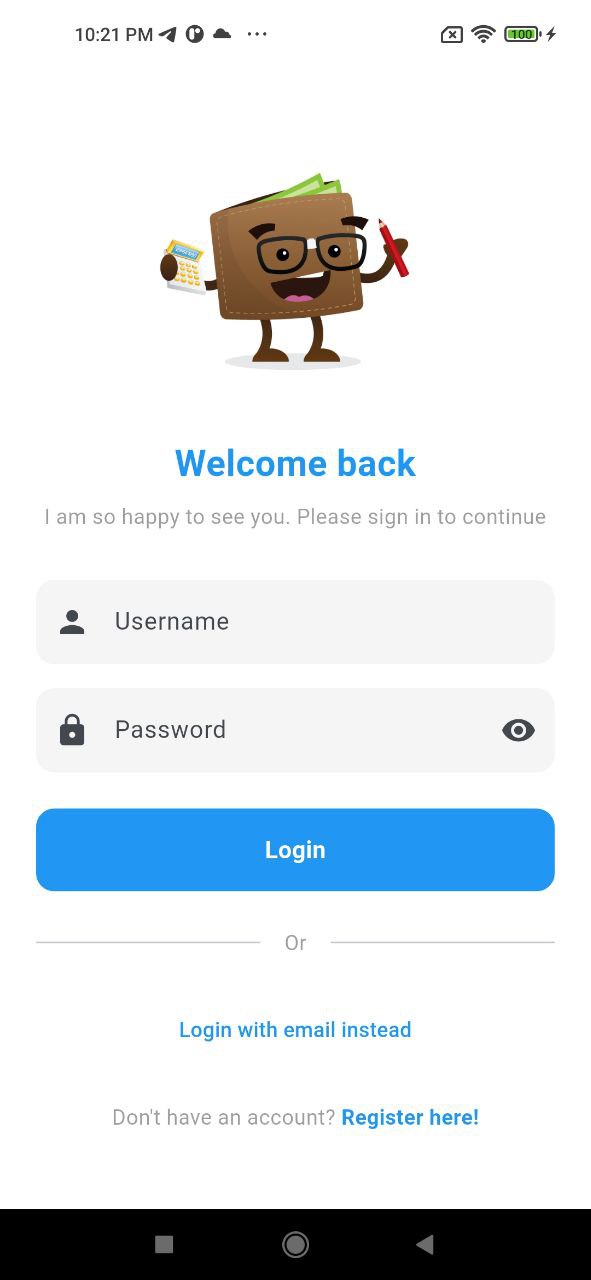 10:21 PM
100
Welcome back
I am so happy to see you. Please sign in to continue
Username
Password
Login
Or
Login with email instead
Don't have an account? Register here!